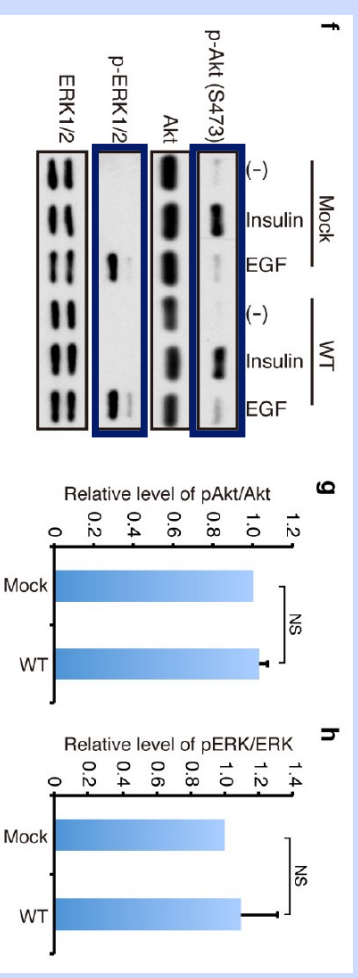 f
Mock WT
(-) Insulin EGF (-) Insulin EGF
p-Akt (S473)
Akt
p-ERK1/2
ERK1/2
g
Relative level of pAkt/Akt
1.2
1.0
0.8
0.6
0.4
0.2
0
NS
Mock WT
h
Relative level of pERK/ERK
1.4
1.2
1.0
0.8
0.6
0.4
0.2
0
NS
Mock WT